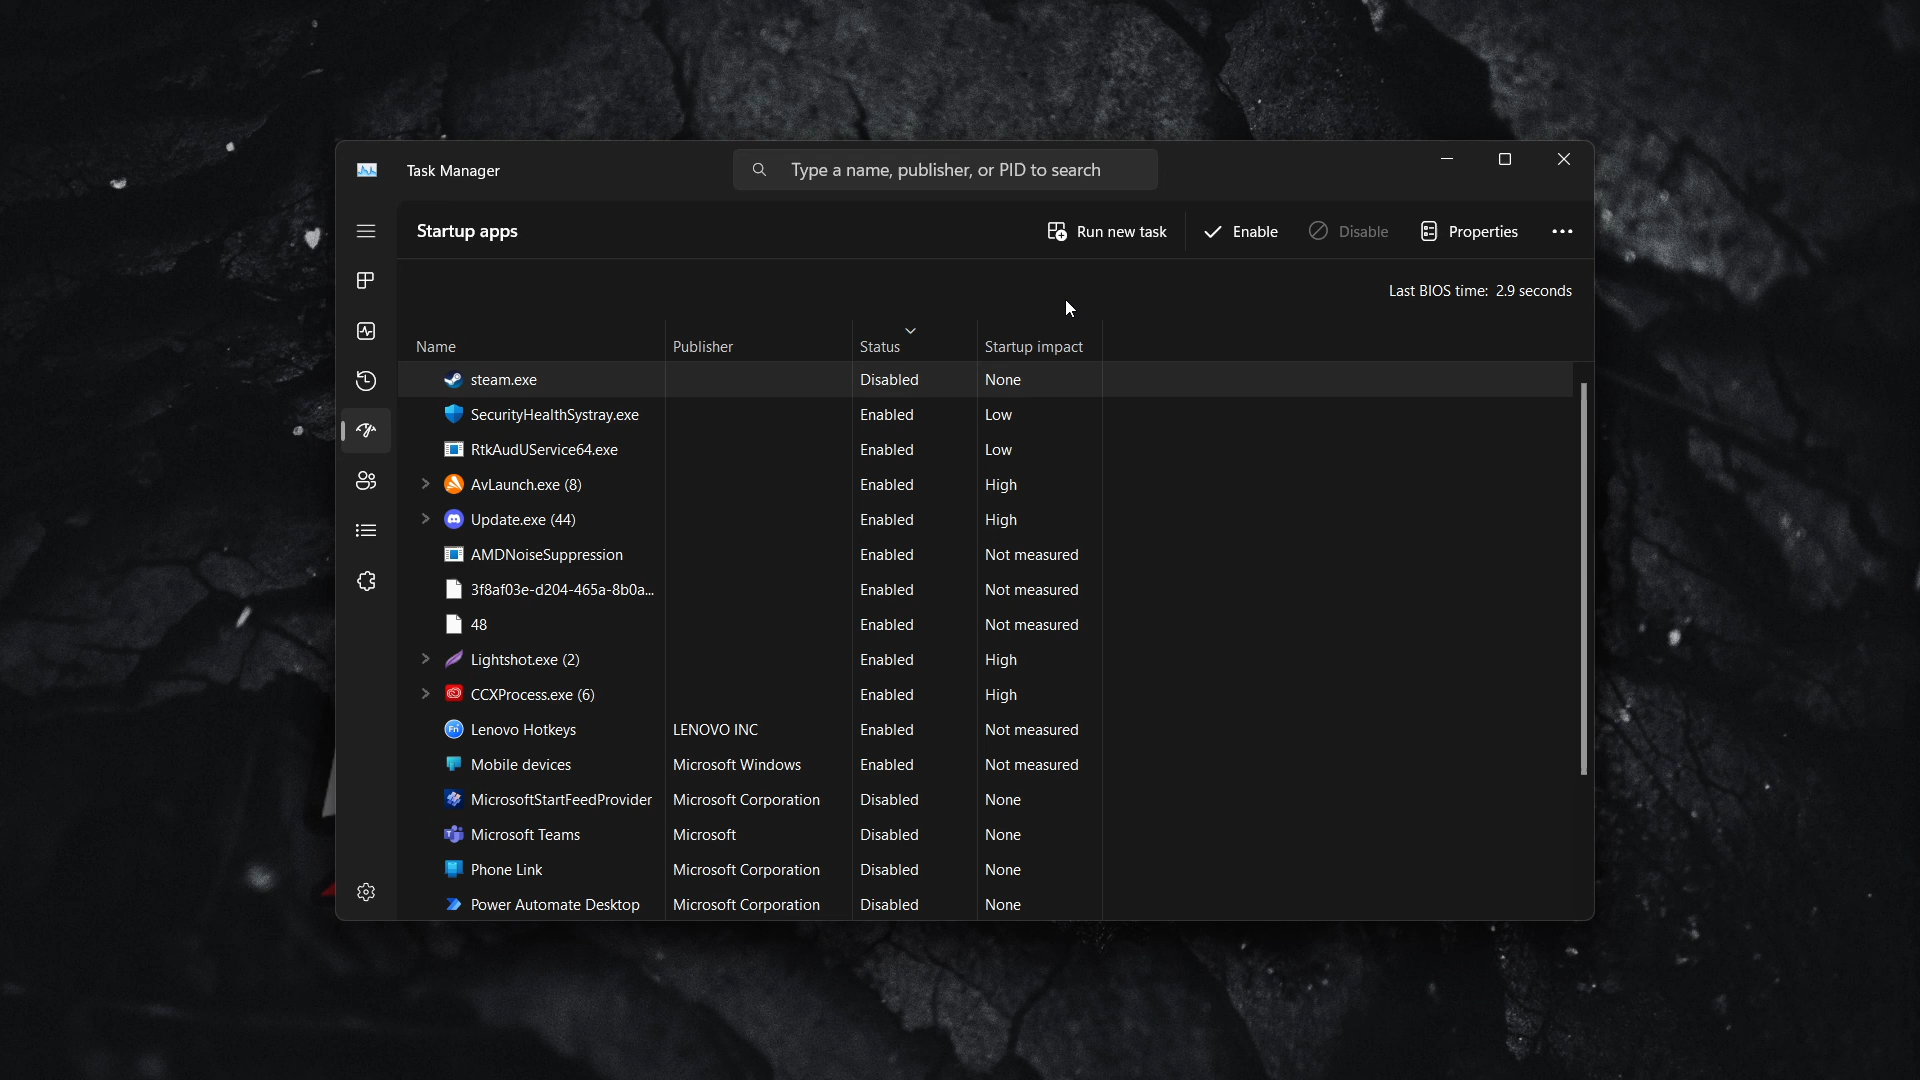 Task Manager
Type a name, publisher, or PID to search
Startup apps
Run new task
Enable
Disable
Properties
Last BIOS time: 2.9 seconds
Name Publisher Status Startup impact
steam.exe Disabled None
SecurityHealthSystray.exe Enabled Low
RtkAudUService64.exe Enabled Low
AvLaunch.exe (8) Enabled High
Update.exe (44) Enabled High
AMDNoiseSuppression Enabled Not measured
3f8af03e-d204-465a-8b0a... Enabled Not measured
48 Enabled Not measured
Lightshot.exe (2) Enabled High
CCXProcess.exe (6) Enabled High
Fn Lenovo Hotkeys LENOVO INC Enabled Not measured
Mobile devices Microsoft Windows Enabled Not measured
MicrosoftStartFeedProvider Microsoft Corporation Disabled None
Microsoft Teams Microsoft Disabled None
Phone Link Microsoft Corporation Disabled None
Power Automate Desktop Microsoft Corporation Disabled None